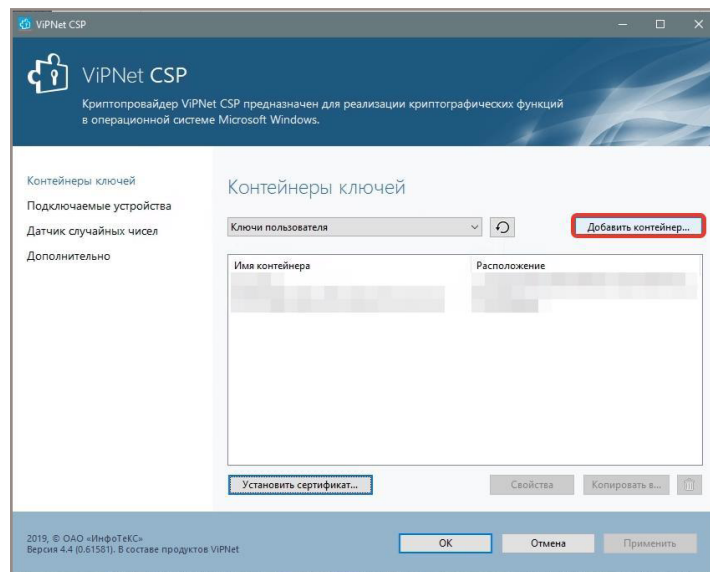 ViPNet CSP
ViPNet CSP
Криптопровайдер ViPNet CSP предназначен для реализации криптографических функций
в операционной системе Microsoft Windows.
Контейнеры ключей
Подключаемые устройства
Датчик случайных чисел
Дополнительно
Контейнеры ключей
Ключи пользователя
Добавить контейнер...
Имя контейнера
Расположение
Установить сертификат...
Свойства
Копировать в...
2019, © ОАО «ИнфоТеКС»
Версия 4.4 (0.61581). В составе продуктов ViPNet
OK
Отмена
Применить